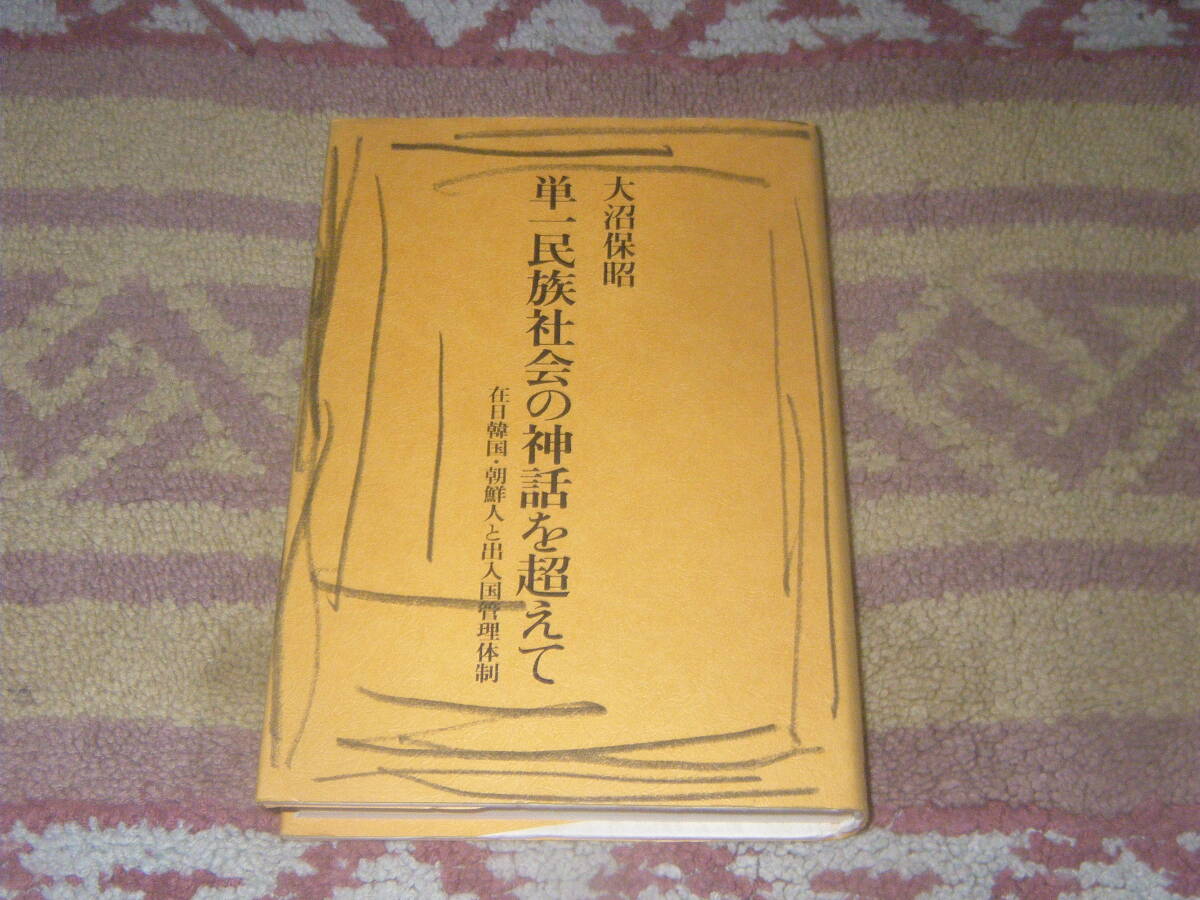 大沼保昭
単一民族社会の神話を超えて
在日韓国・朝鮮人と出入国管理体制